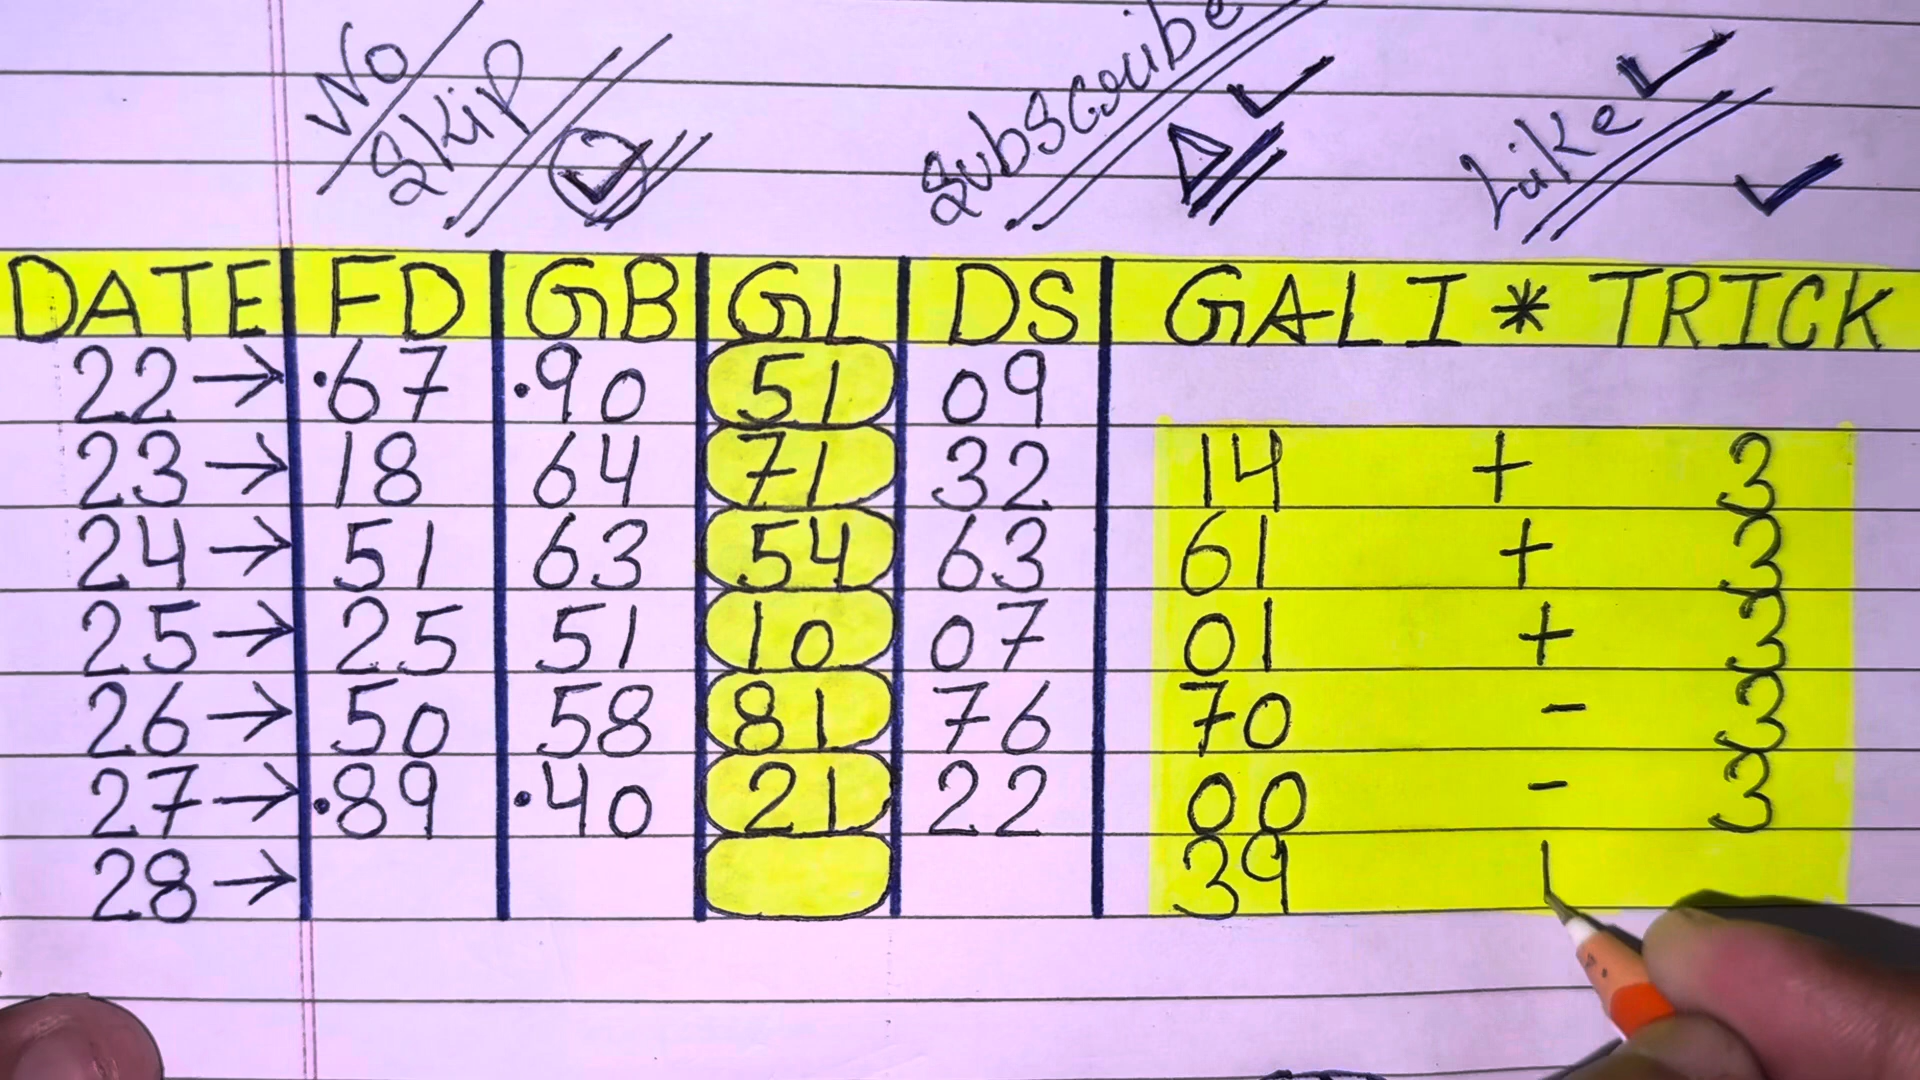 No Skip Subscribe Like
DATE FD GB GL DS GALI * TRICK
22→ .67 .90 51 09
23→ 18 64 71 32 14 + 3
24→ 51 63 54 63 61 + 3
25→ 25 51 10 07 01 + 3
26→ 50 58 81 76 70 - 3
27→ .89 .40 21 22 00 - 3
28→ 39